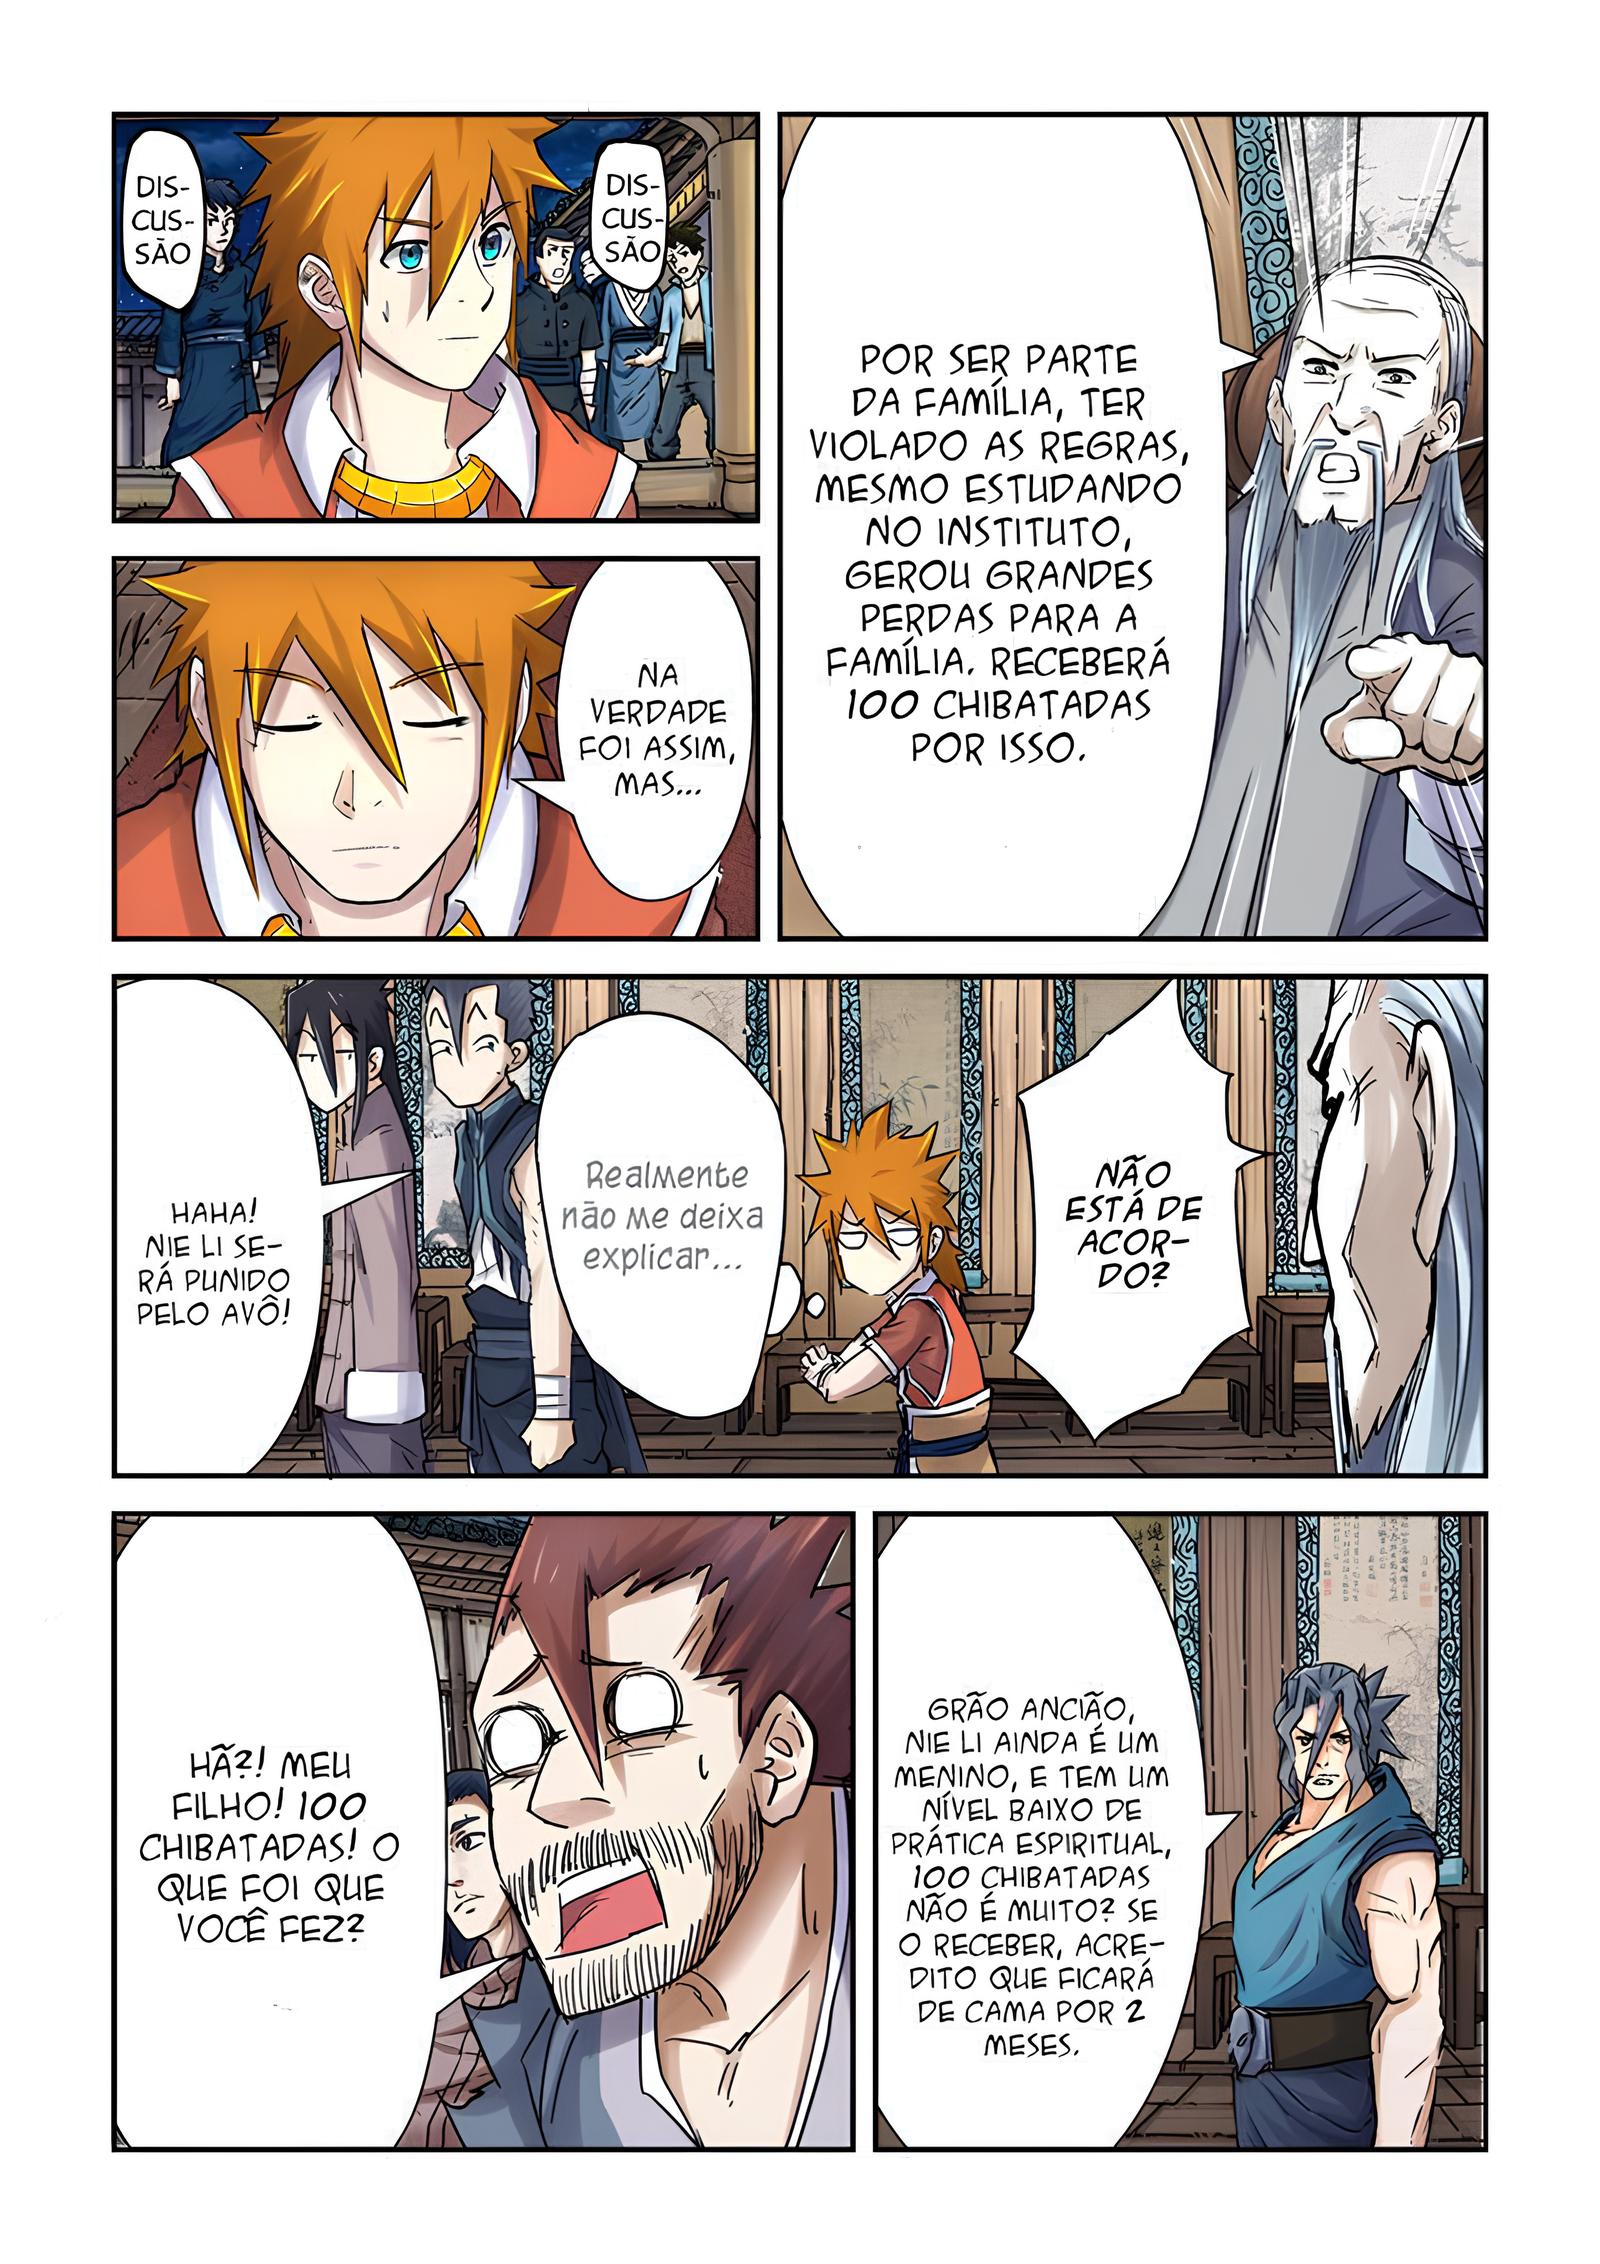 POR SER PARTE
DA FAMÍLIA, TER
VIOLADO AS REGRAS,
MESMO ESTUDANDO
NO INSTITUTO,
GEROU GRANDES
PERDAS PARA A
FAMÍLIA. RECEBERÁ
100 CHIBATADAS
POR ISSO.
DIS-
CUS-
SÃO
DIS-
CUS-
SÃO
NA
VERDADE
FOI ASSIM,
MAS...
NÃO
ESTÁ DE
ACOR-
DO?
Realmente
não me deixa
explicar...
HAHA!
NIE LI SE-
RÁ PUNIDO
PELO AVÔ!
GRÃO ANCIÃO,
NIE LI AINDA É UM
MENINO, E TEM UM
NÍVEL BAIXO DE
PRÁTICA ESPIRITUAL,
100 CHIBATADAS
NÃO É MUITO? SE
O RECEBER, ACRE-
DITO QUE FICARÁ
DE CAMA POR 2
MESES.
HÃ?! MEU
FILHO! 100
CHIBATADAS! O
QUE FOI QUE
VOCÊ FEZ?